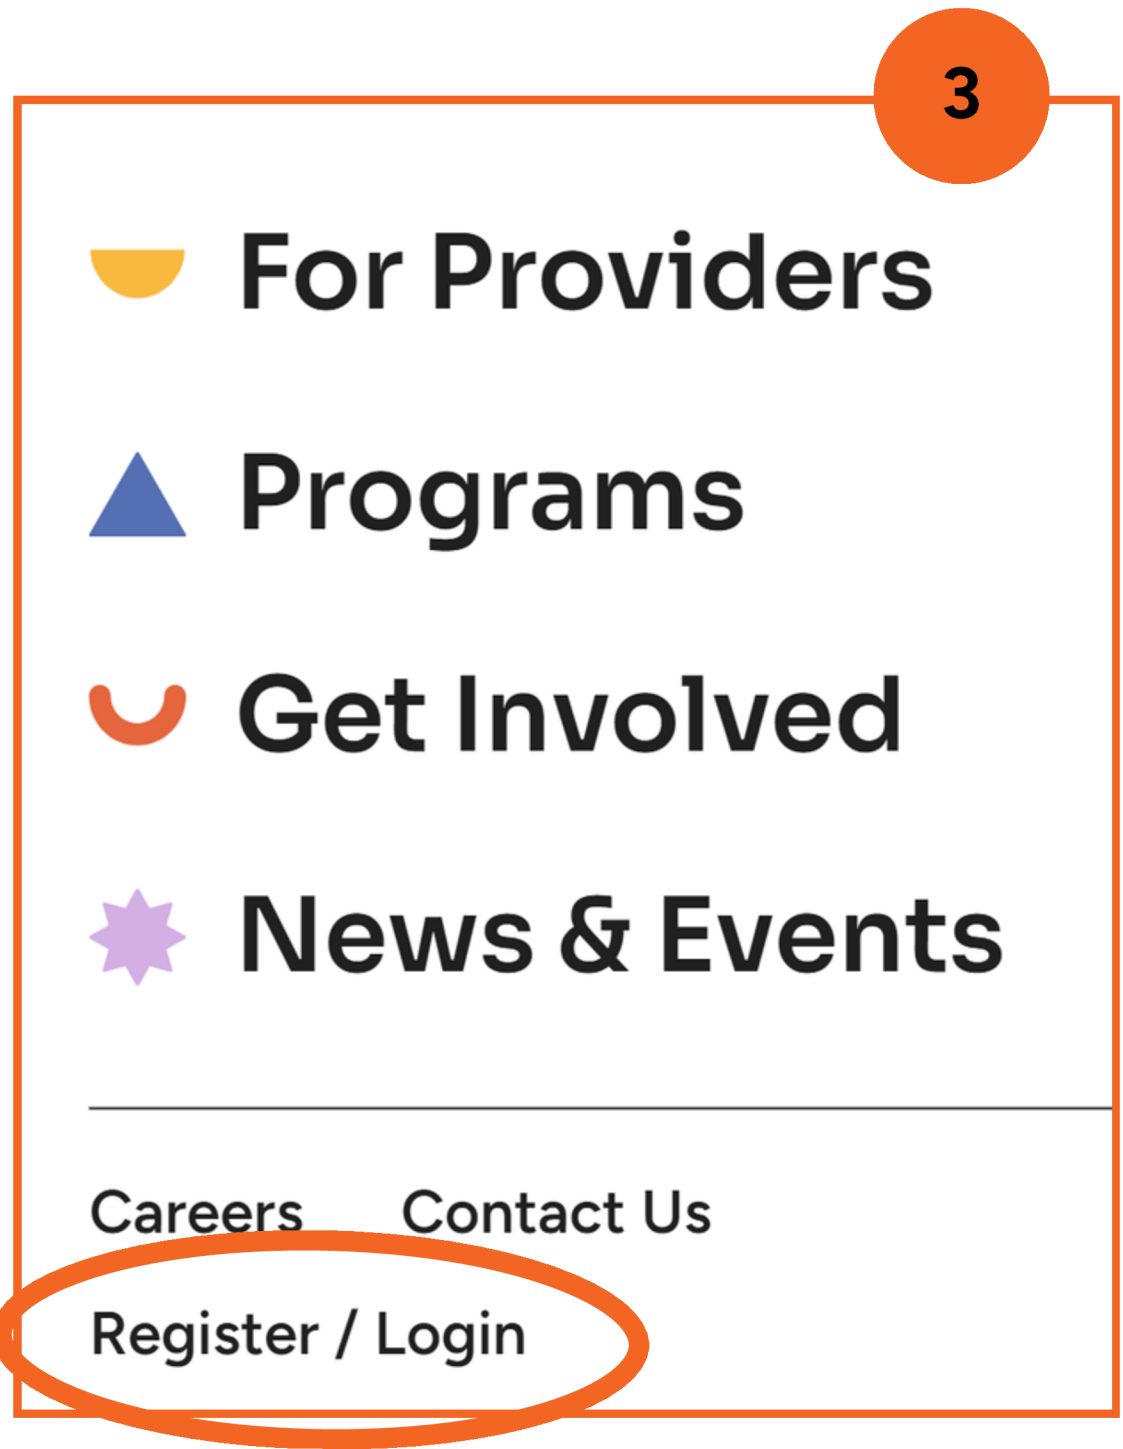 3
For Providers
Programs
Get Involved
News & Events
Careers Contact Us
Register / Login